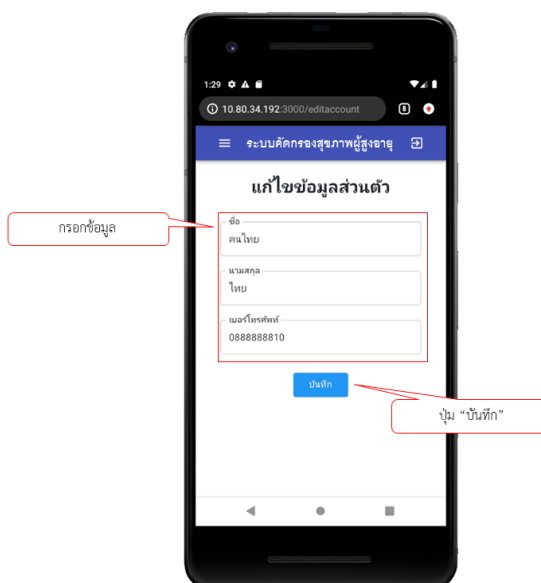 1:29
10.80.34.192:3000/editaccount
8
ระบบคัดกรองสุขภาพผู้สูงอายุ
แก้ไขข้อมูลส่วนตัว
กรอกข้อมูล
ชื่อ
คนไทย
นามสกุล
ไทย
เบอร์โทรศัพท์
0888888810
บันทึก
ปุ่ม “บันทึก”